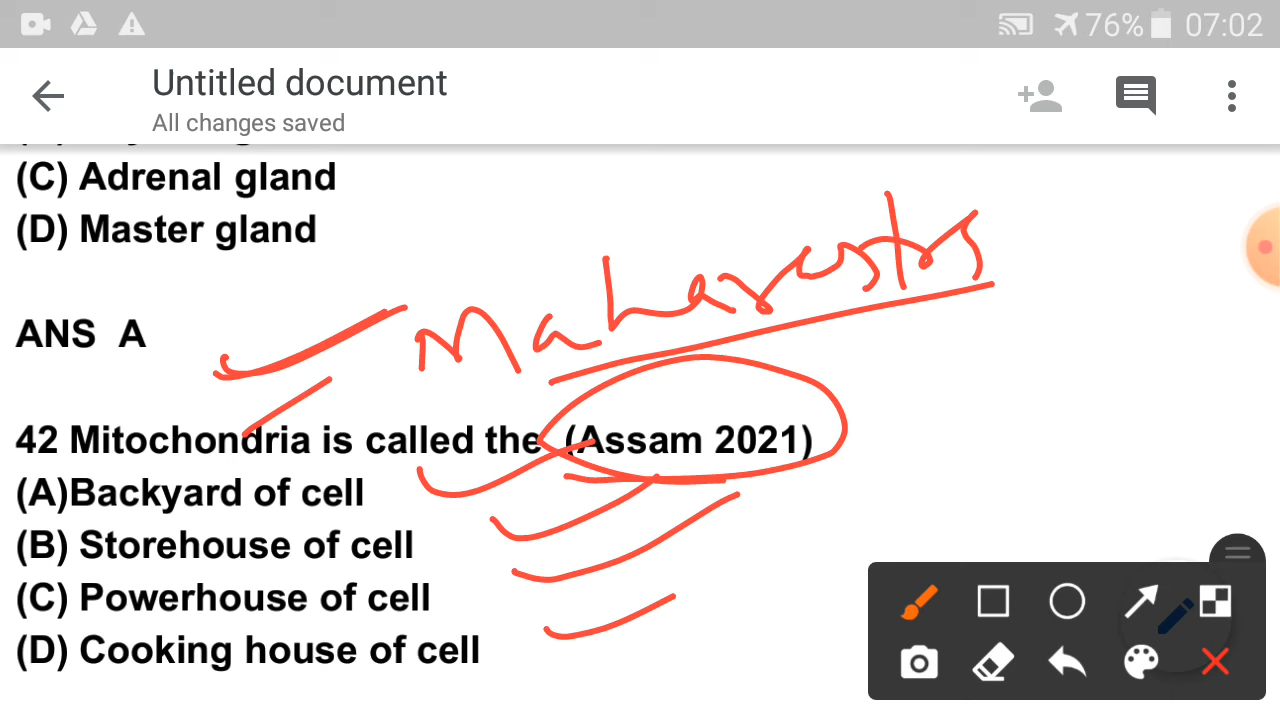 76% 07:02
Untitled document
All changes saved
(C) Adrenal gland
(D) Master gland
ANS A
Maharastra
42 Mitochondria is called the (Assam 2021)
(A)Backyard of cell
(B) Storehouse of cell
(C) Powerhouse of cell
(D) Cooking house of cell